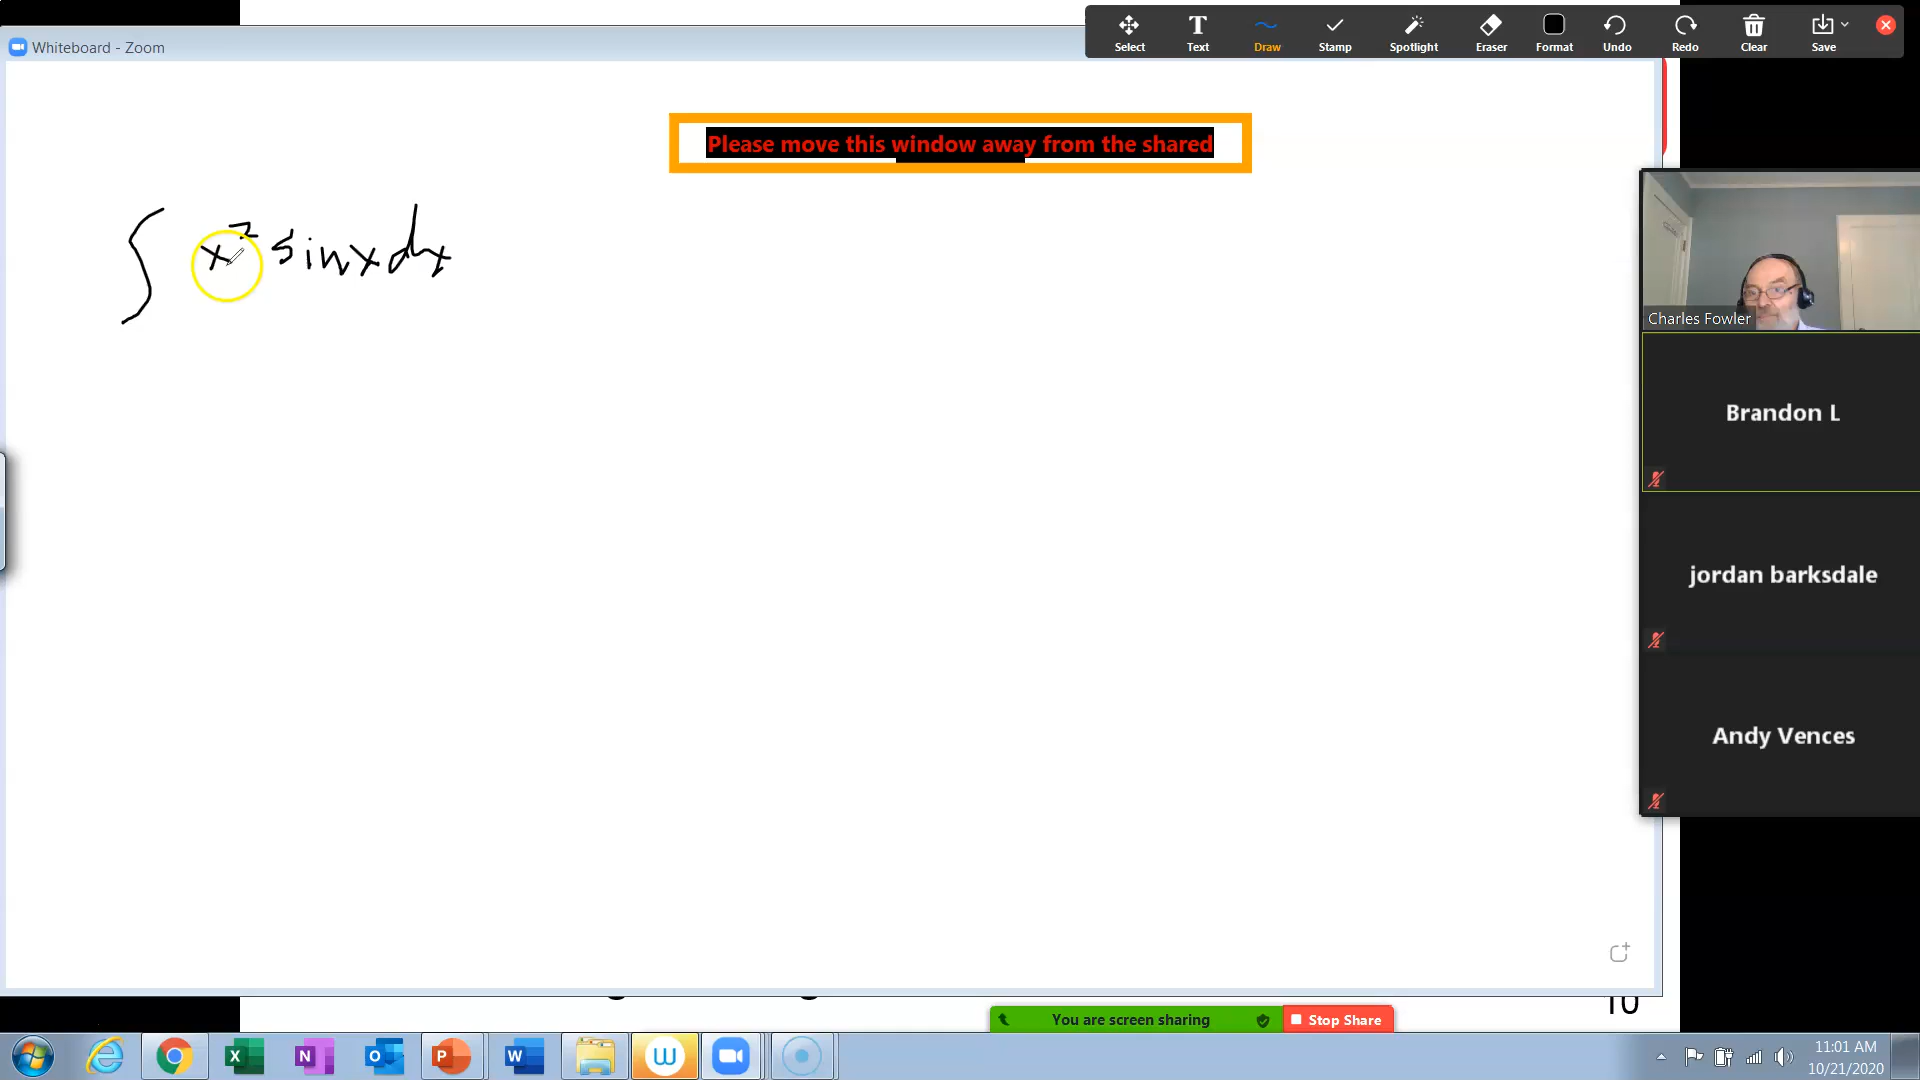 Select Text Draw Stamp Spotlight Eraser Format Undo Redo Clear Save
Whiteboard - Zoom
Please move this window away from the shared
∫ x² sinx dx
Charles Fowler
Brandon L
jordan barksdale
Andy Vences
10
You are screen sharing Stop Share
11:01 AM
10/21/2020